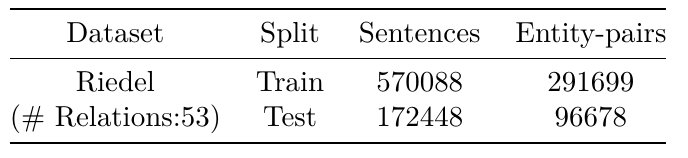 Dataset Split Sentences Entity-pairs
Riedel Train 570088 291699
(# Relations:53) Test 172448 96678